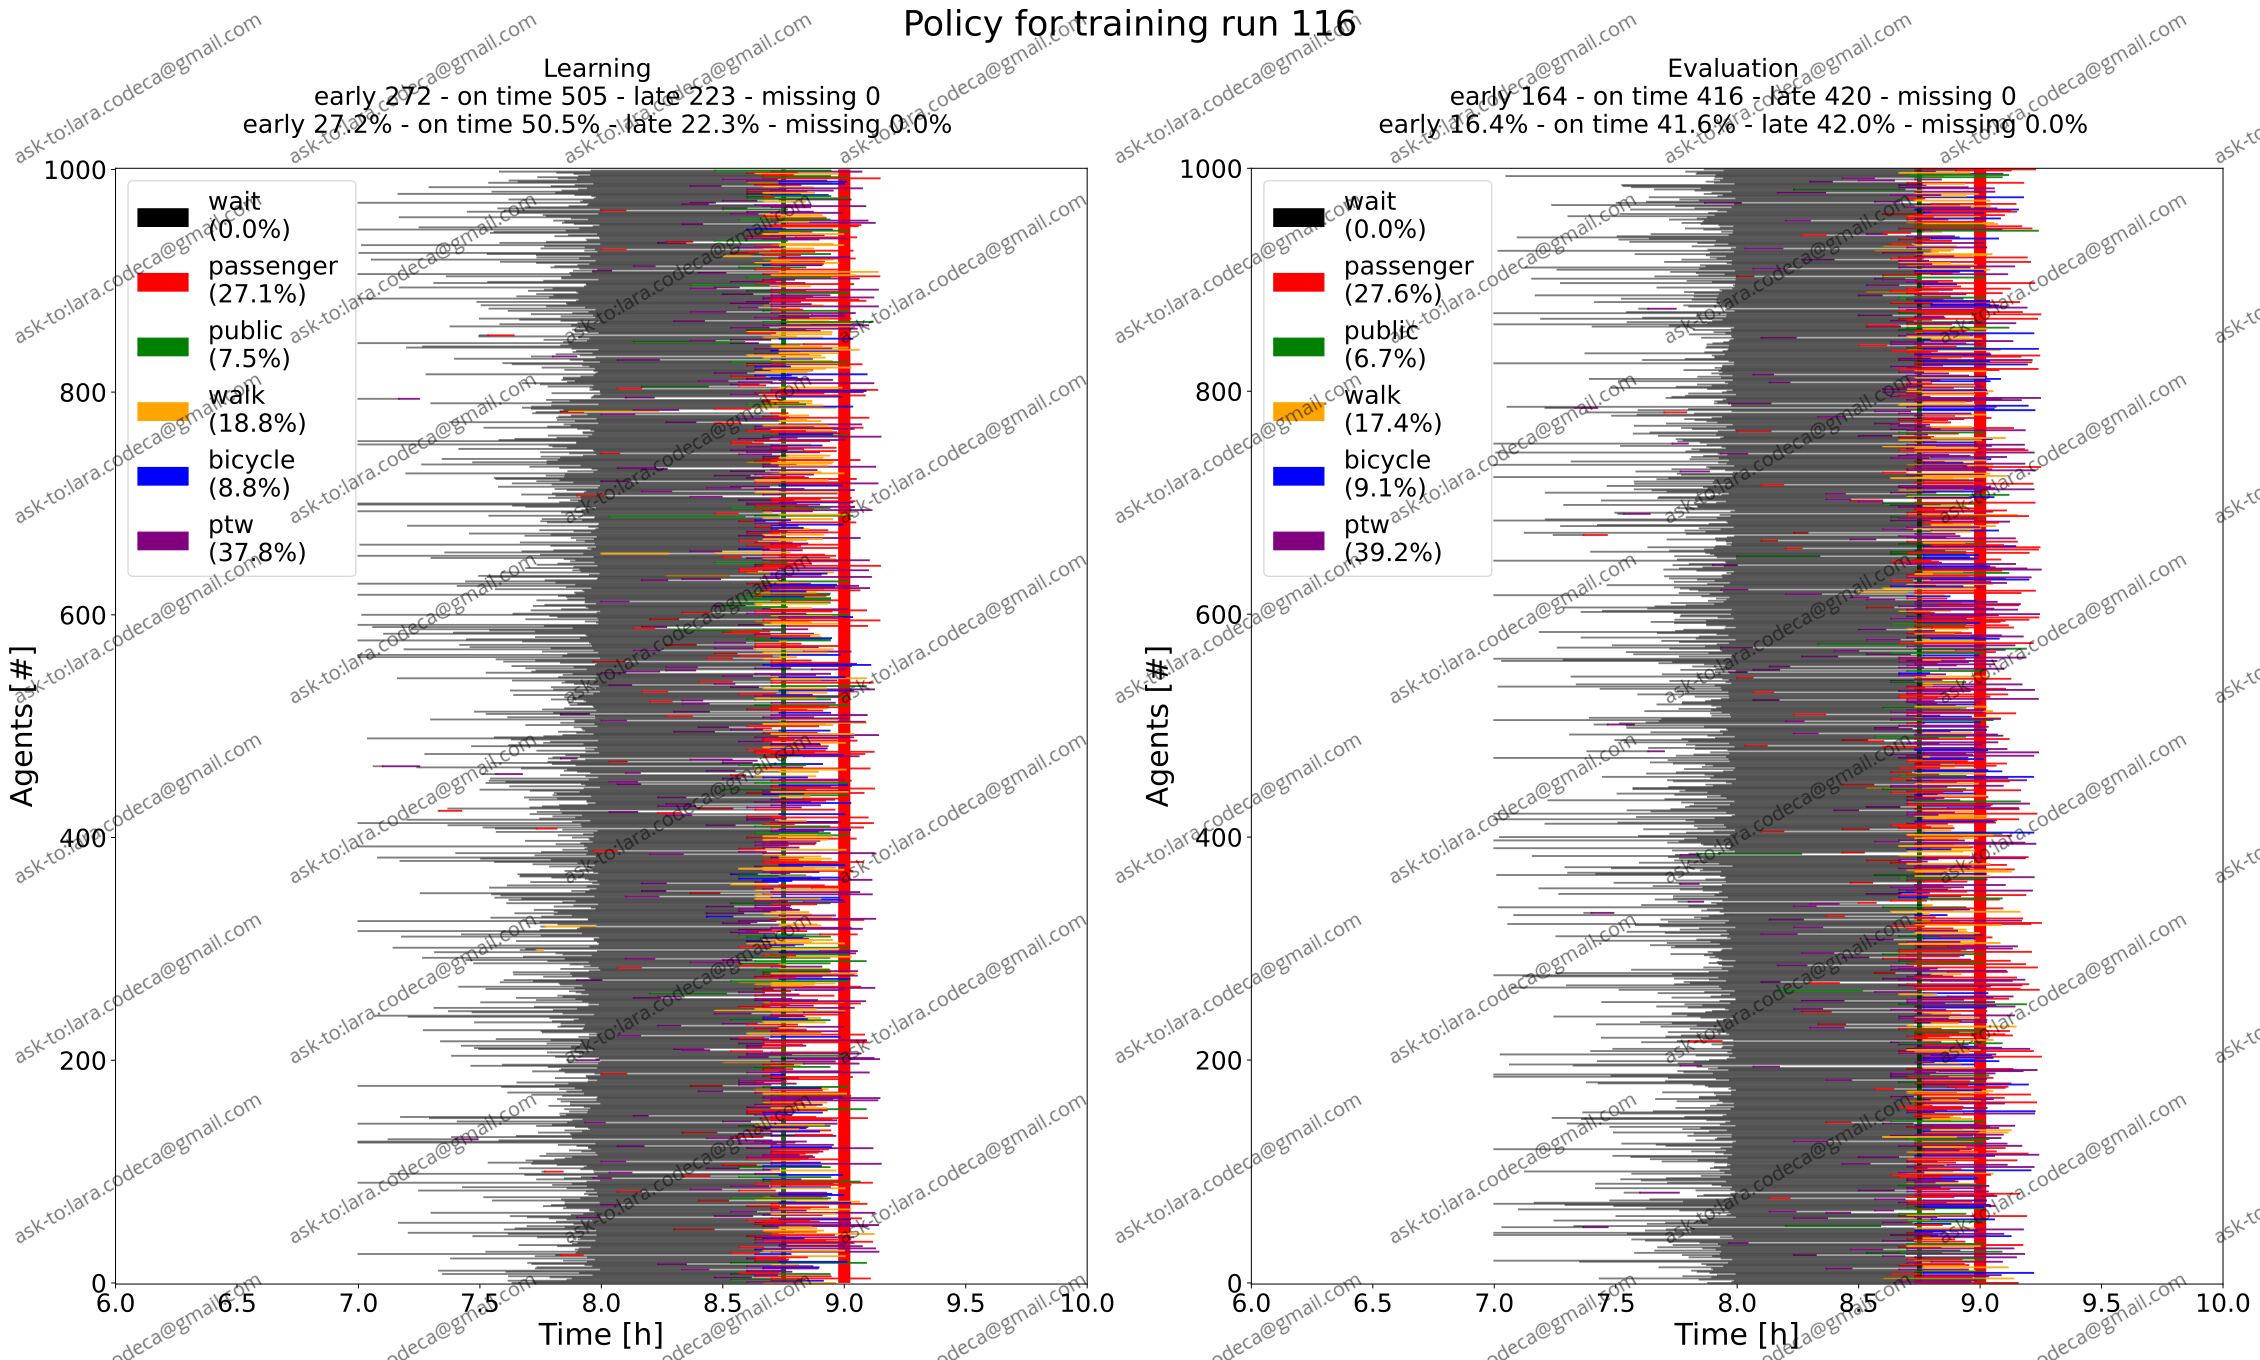 Policy for training run 116
Learning
early 272 - on time 505 - late 223 - missing 0
early 27.2% - on time 50.5% - late 22.3% - missing 0.0%
1000
800
600
400
200
0
Agents [#]
wait
(0.0%)
passenger
(27.1%)
public
(7.5%)
walk
(18.8%)
bicycle
(8.8%)
ptw
(37.8%)
6.0 6.5 7.0 7.5 8.0 8.5 9.0 9.5 10.0
Time [h]
Evaluation
early 164 - on time 416 - late 420 - missing 0
early 16.4% - on time 41.6% - late 42.0% - missing 0.0%
1000
800
600
400
200
0
Agents [#]
wait
(0.0%)
passenger
(27.6%)
public
(6.7%)
walk
(17.4%)
bicycle
(9.1%)
ptw
(39.2%)
6.0 6.5 7.0 7.5 8.0 8.5 9.0 9.5 10.0
Time [h]
ask-to:lara.codeca@gmail.com